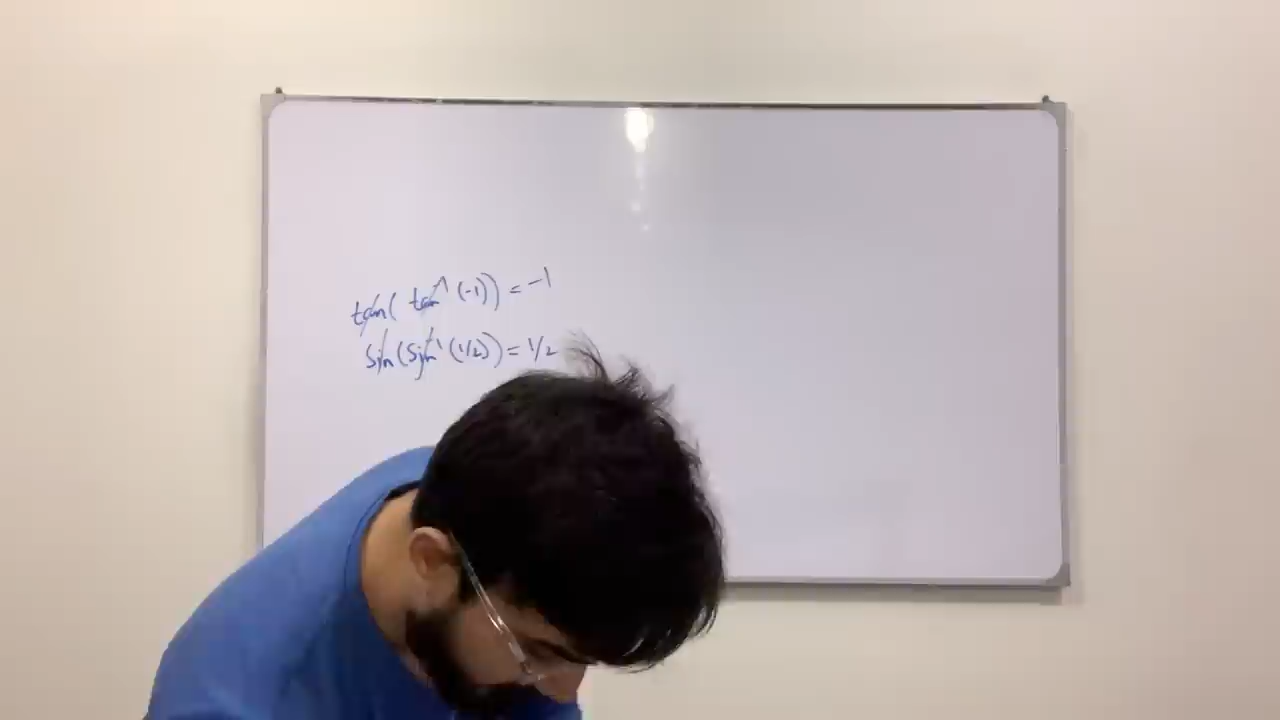 tan( tan⁻¹ (-1)) = -1
Sin(Sin⁻¹ (1/2)) = 1/2